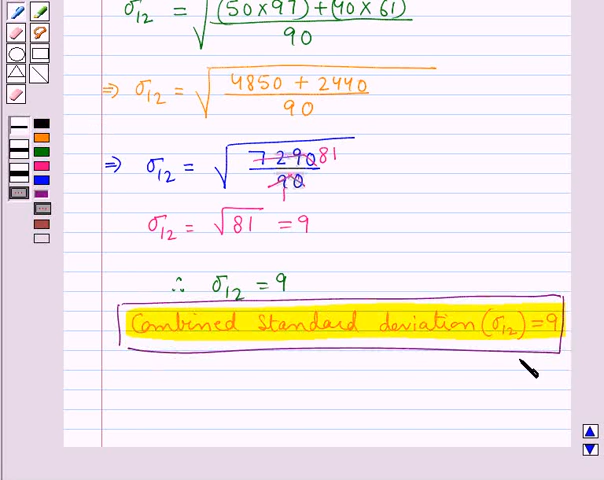 σ12 = √((50×97)+(40×61)
90
⇒ σ12 = √(4850 + 2440
90
⇒ σ12 = √(7290 81
90 1
σ12 = √81 = 9
∴ σ12 = 9
Combined Standard deviation (σ12) = 9